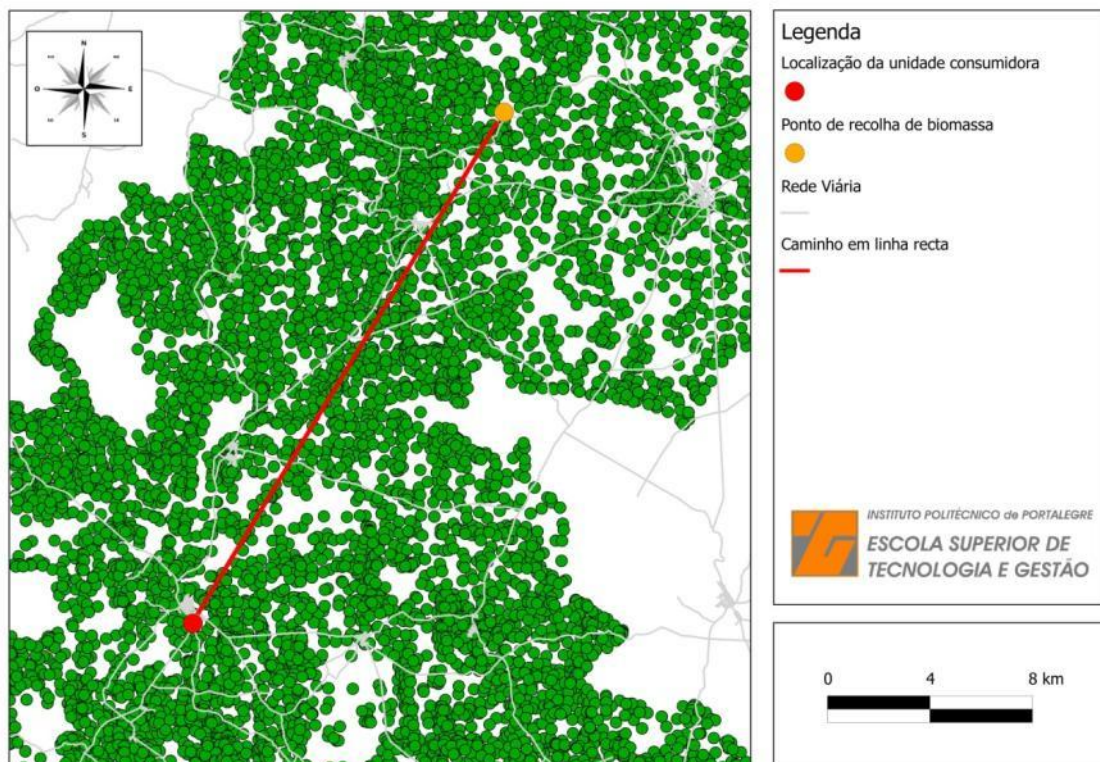 N
O
E
S
Legenda
Localização da unidade consumidora
Ponto de recolha de biomassa
Rede Viária
Caminho em linha recta
INSTITUTO POLITÉCNICO de PORTALEGRE
ESCOLA SUPERIOR DE
TECNOLOGIA E GESTÃO
0 4 8 km